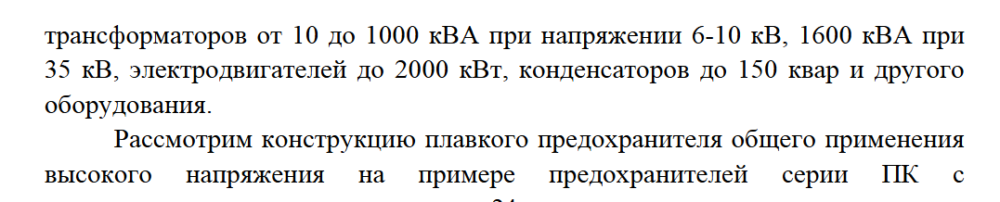 трансформаторов от 10 до 1000 кВА при напряжении 6-10 кВ, 1600 кВА при
35 кВ, электродвигателей до 2000 кВт, конденсаторов до 150 квар и другого
оборудования.
Рассмотрим конструкцию плавкого предохранителя общего применения
высокого напряжения на примере предохранителей серии ПК с